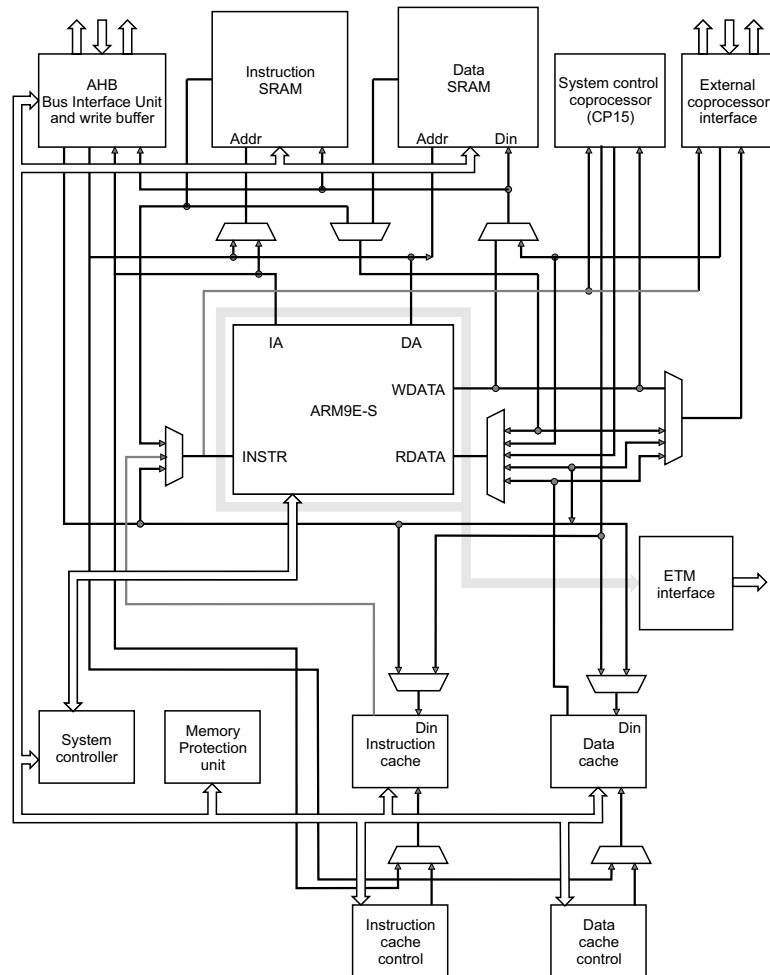 AHB
Bus Interface Unit
and write buffer
Instruction
SRAM
Addr
Data
SRAM
Addr
Din
System control
coprocessor
(CP15)
External
coprocessor
interface
IA
DA
WDATA
ARM9E-S
INSTR
RDATA
ETM
interface
System
controller
Memory
Protection
unit
Din
Instruction
cache
Din
Data
cache
Instruction
cache
control
Data
cache
control